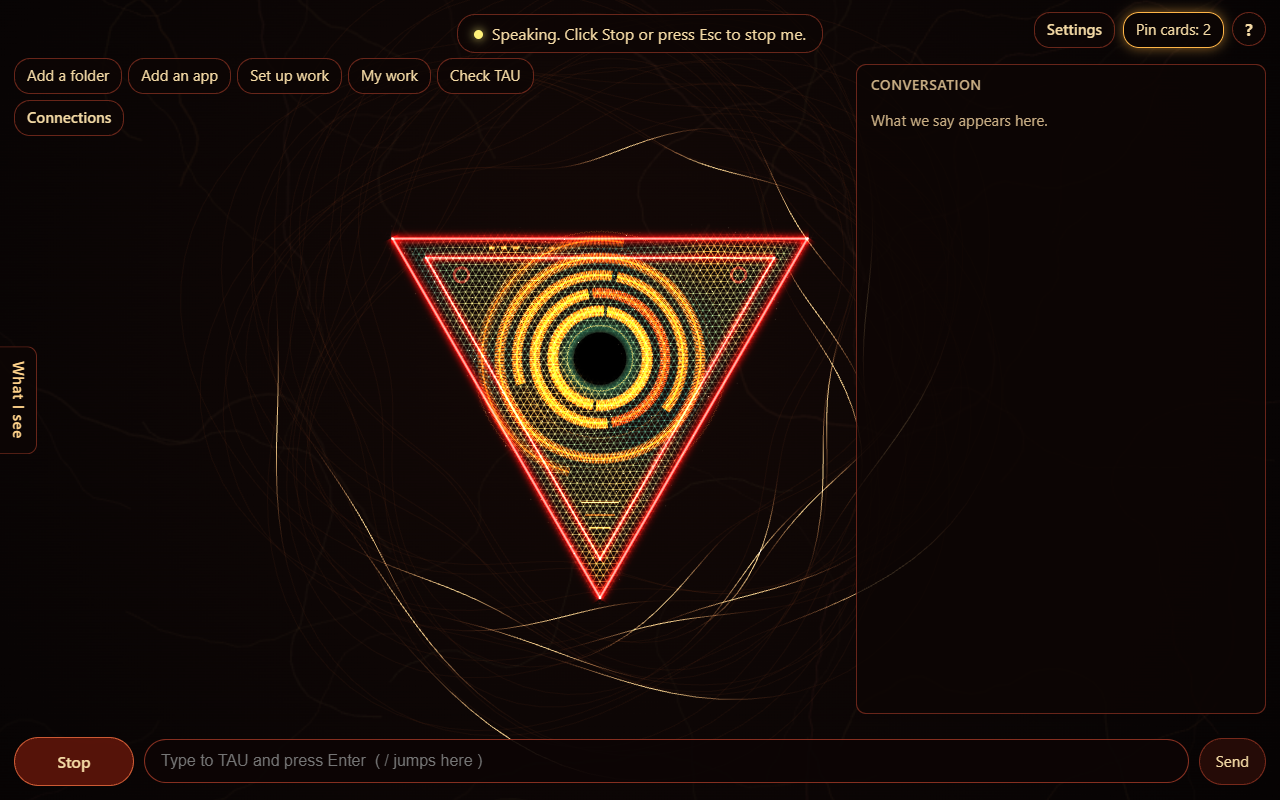 Speaking. Click Stop or press Esc to stop me.
Settings
Pin cards: 2
?
Add a folder
Add an app
Set up work
My work
Check TAU
Connections
CONVERSATION
What we say appears here.
What I see
Stop
Type to TAU and press Enter ( / jumps here )
Send